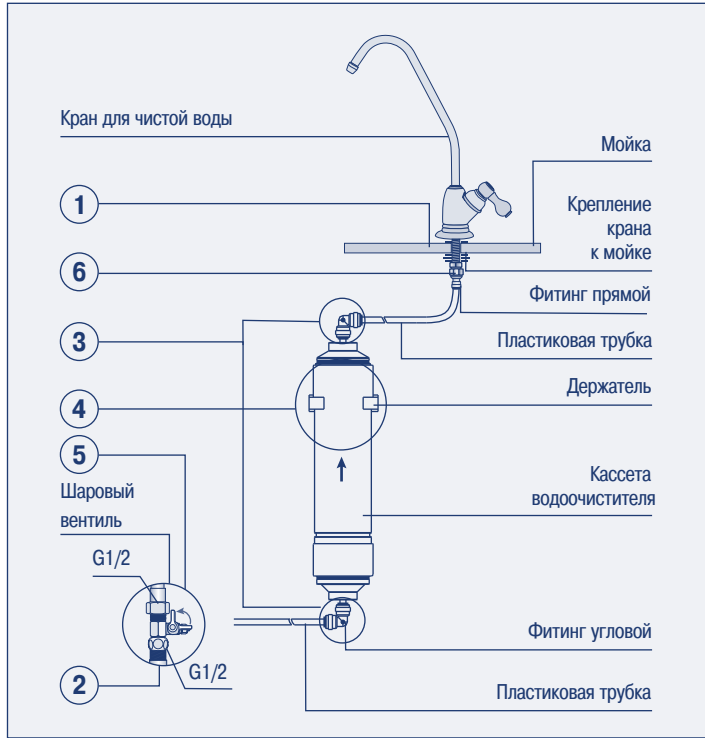 Кран для чистой воды
Мойка
1
Крепление
крана
к мойке
6
Фитинг прямой
3
Пластиковая трубка
4
Держатель
5
Шаровый
вентиль
Кассета
водоочистителя
G1/2
Фитинг угловой
G1/2
2
Пластиковая трубка